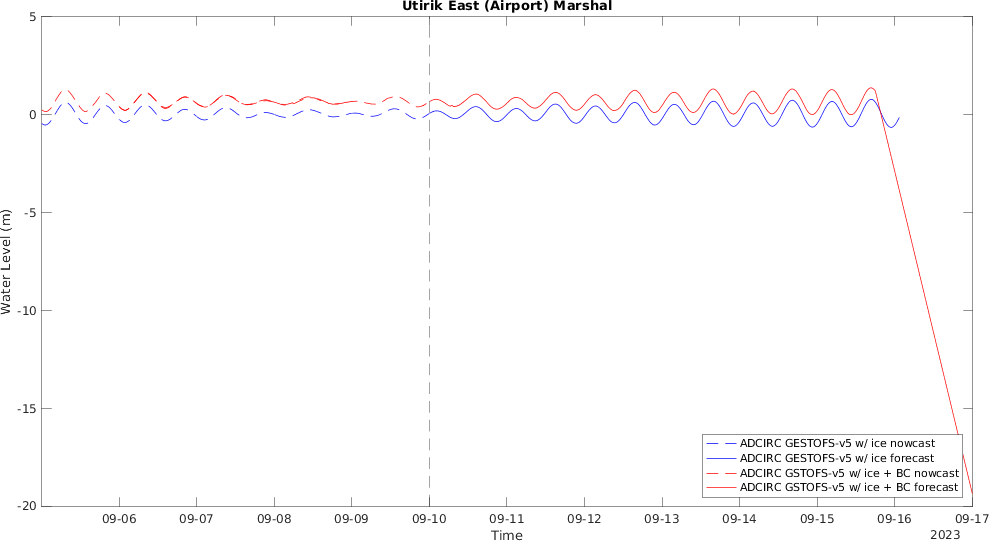 Utirik East (Airport) Marshal
5
0
-5
-10
-15
-20
Water Level (m)
09-06
09-07
09-08
09-09
09-10
09-11
09-12
09-13
09-14
09-15
09-16
09-17
Time
2023
ADCIRC GESTOFS-v5 w/ ice nowcast
ADCIRC GESTOFS-v5 w/ ice forecast
ADCIRC GSTOFS-v5 w/ ice + BC nowcast
ADCIRC GSTOFS-v5 w/ ice + BC forecast